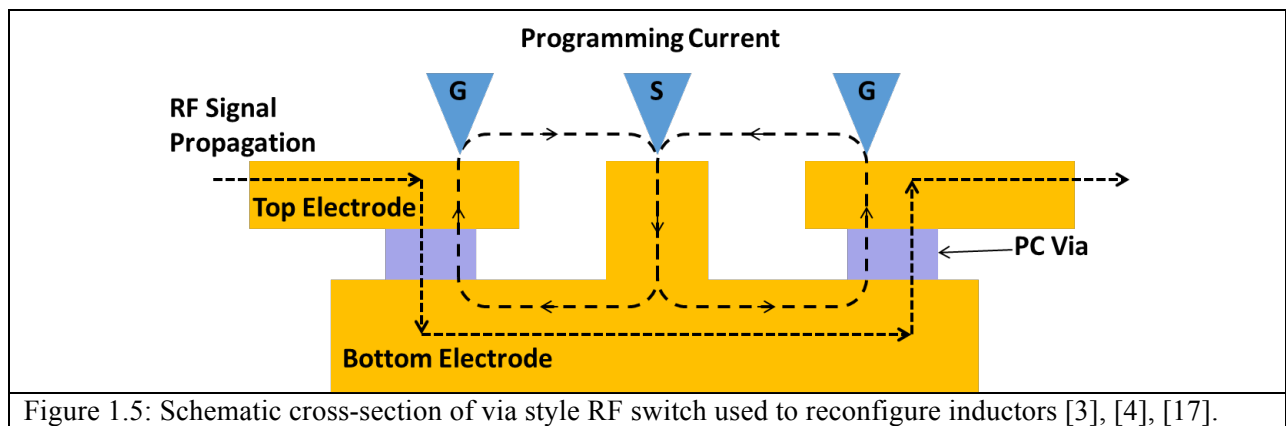 Programming Current
G S G
RF Signal
Propagation
Top Electrode
PC Via
Bottom Electrode
Figure 1.5: Schematic cross-section of via style RF switch used to reconfigure inductors [3], [4], [17].